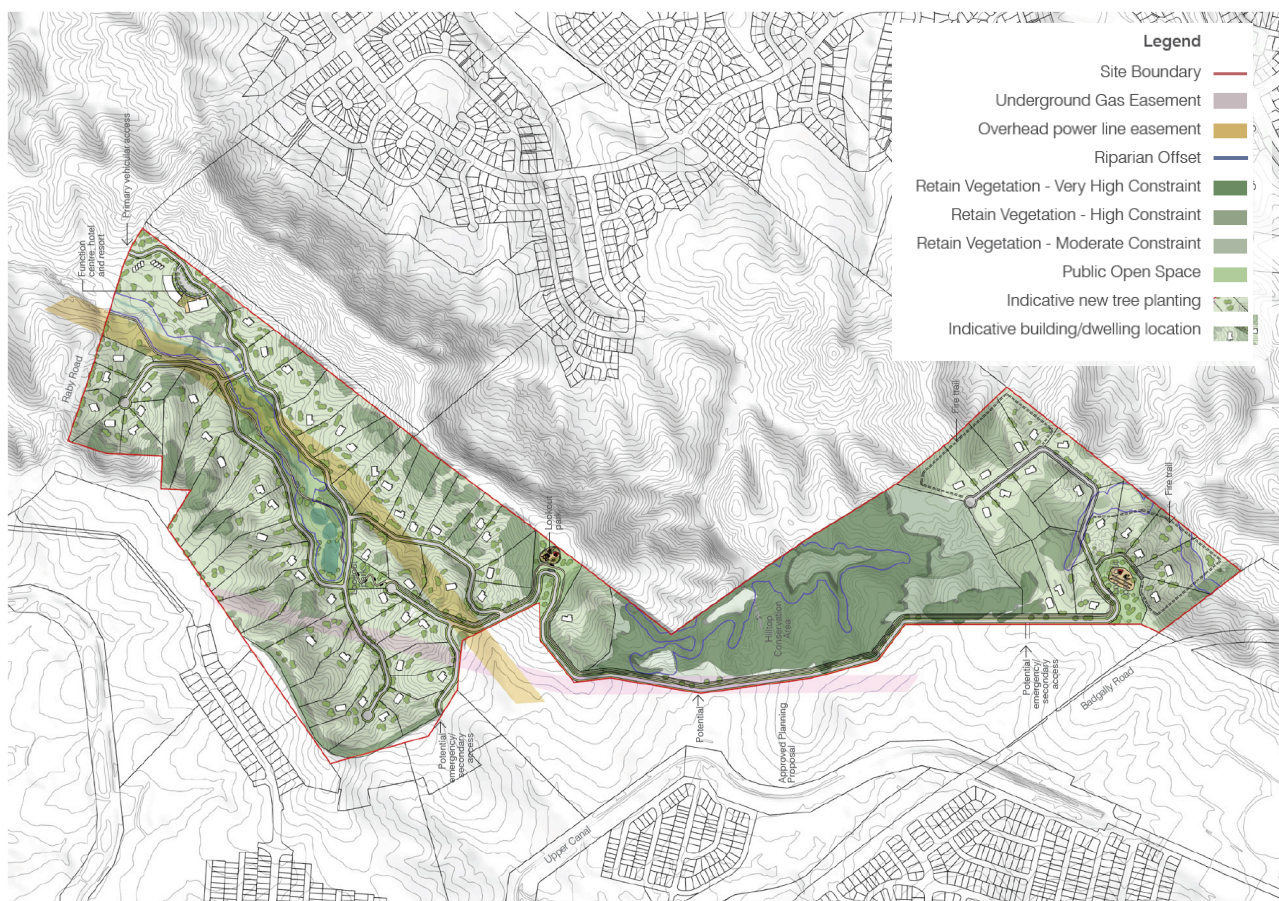 Legend
Site Boundary
Underground Gas Easement
Overhead power line easement
Riparian Offset
Retain Vegetation - Very High Constraint
Retain Vegetation - High Constraint
Retain Vegetation - Moderate Constraint
Public Open Space
Indicative new tree planting
Indicative building/dwelling location
Primary vehicular access
Function
centre, hotel
and resort
Raby Road
Lookout
park
Fire trail
Fire trail
Hilltop
Conservation
Area
Potential
emergency/
secondary
access
Potential
Approved Planning
Proposal
Potential
emergency/
secondary
access
Badgally Road
Upper Canal